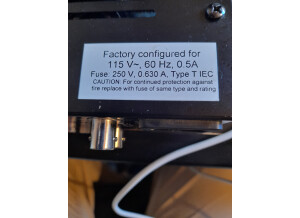 Factory configured for
115 V~, 60 Hz, 0.5A
Fuse: 250 V, 0.630 A, Type T IEC
CAUTION: For continued protection against
fire replace with fuse of same type and rating